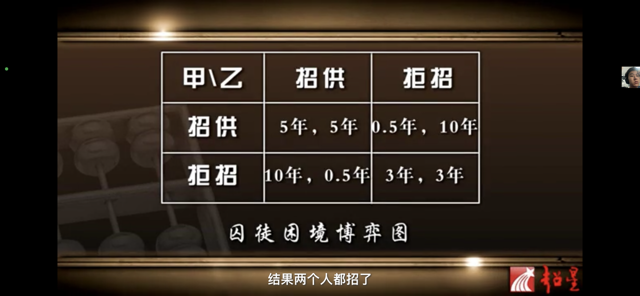 甲\乙 招供 拒招
招供 5年，5年 0.5年，10年
拒招 10年，0.5年 3年，3年
囚徒困境博弈图
结果两个人都招了
超星